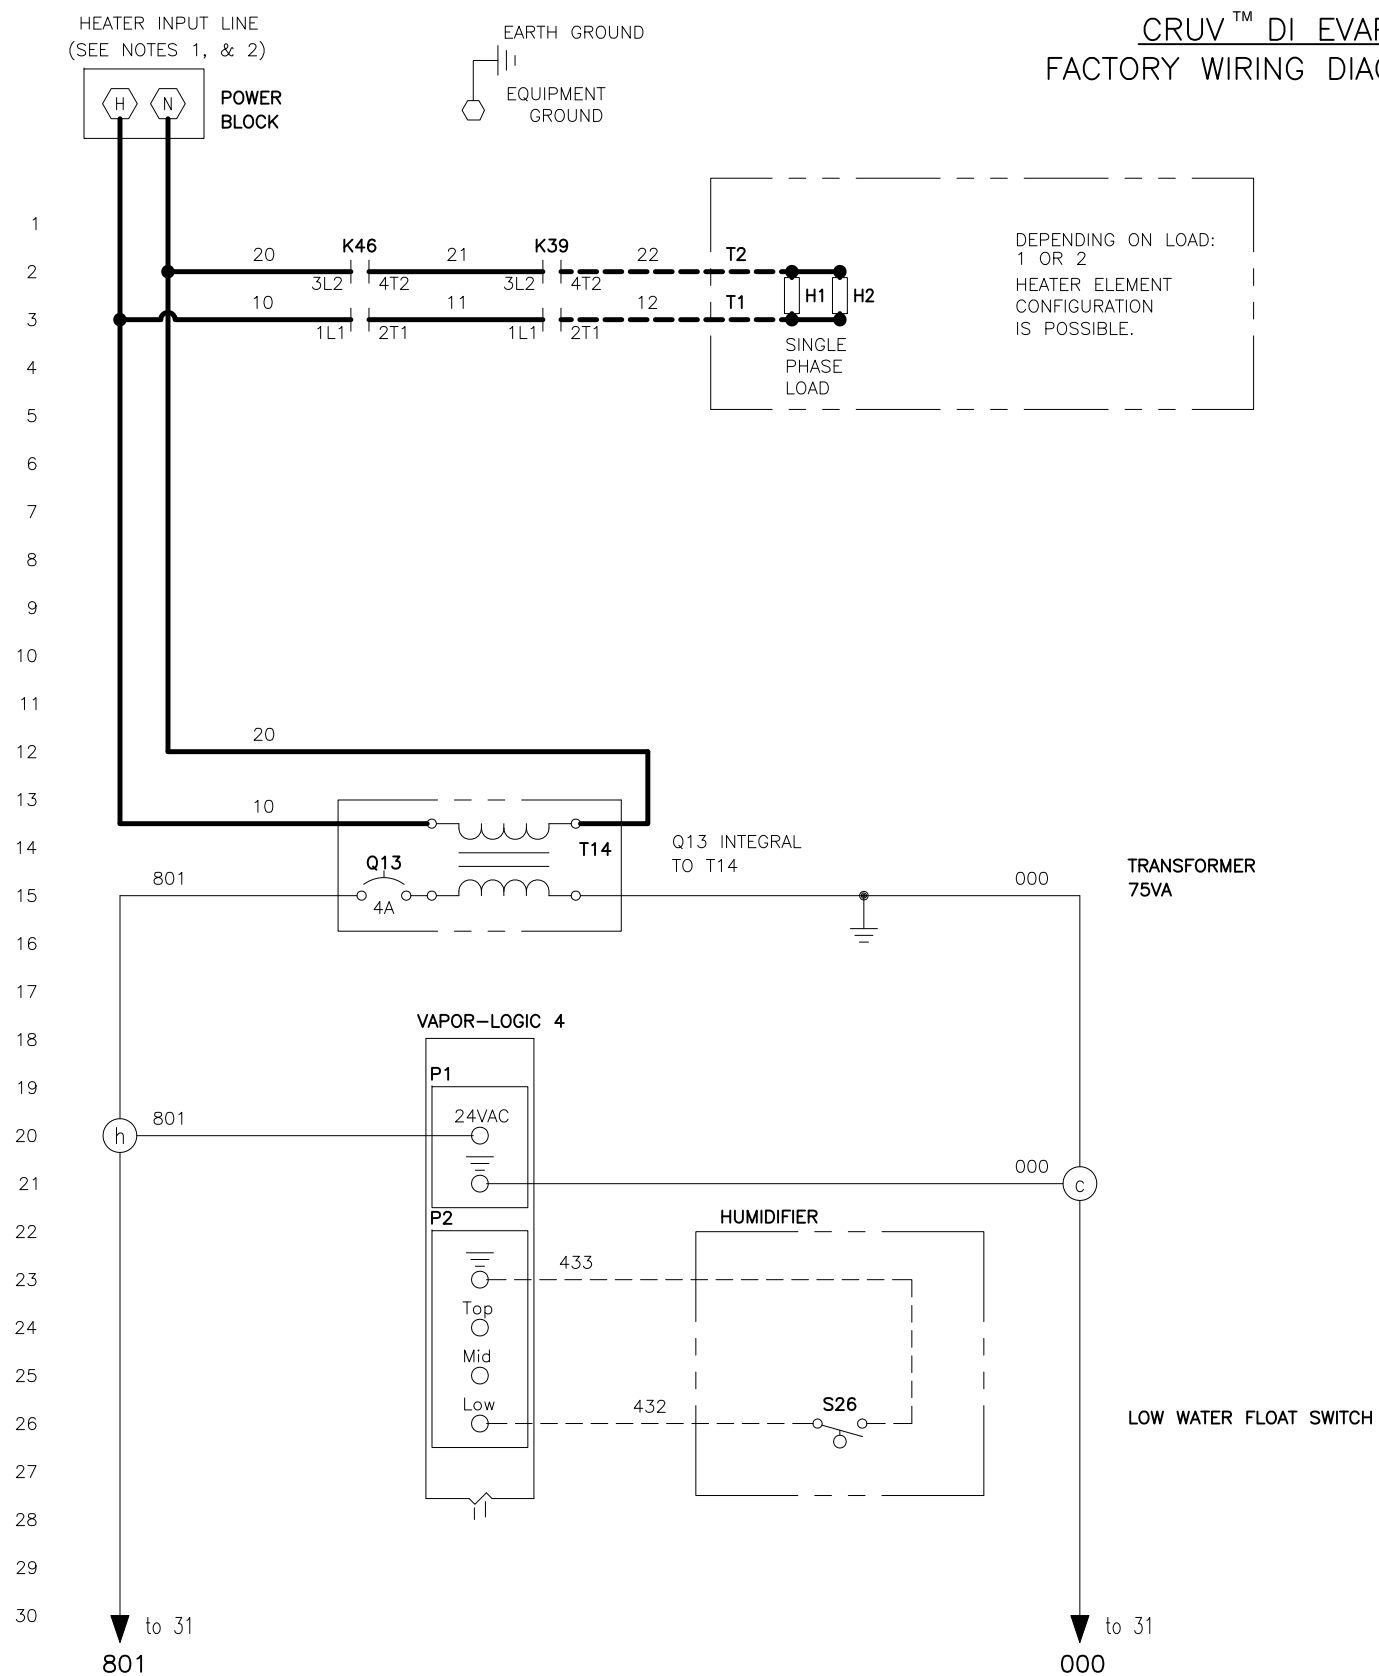 HEATER INPUT LINE
(SEE NOTES 1, & 2)
H N
POWER
BLOCK
EARTH GROUND
EQUIPMENT
GROUND
CRUV™ DI EVAP
FACTORY WIRING DIAG
1
20 K46 21 K39 22 T2
2
3L2 4T2 3L2 4T2
10 11 12 T1
3
1L1 2T1 1L1 2T1
H1 H2
SINGLE
PHASE
LOAD
DEPENDING ON LOAD:
1 OR 2
HEATER ELEMENT
CONFIGURATION
IS POSSIBLE.
4
5
6
7
8
9
10
11
20
12
13
10
14
T14
Q13 INTEGRAL
TO T14
Q13
4A
801
000
15
TRANSFORMER
75VA
16
17
VAPOR-LOGIC 4
18
P1
19
801
24VAC
20
h
000
21
c
P2
HUMIDIFIER
22
433
23
Top
24
Mid
25
Low
432
S26
26
LOW WATER FLOAT SWITCH
27
28
29
30
to 31
to 31
801
000